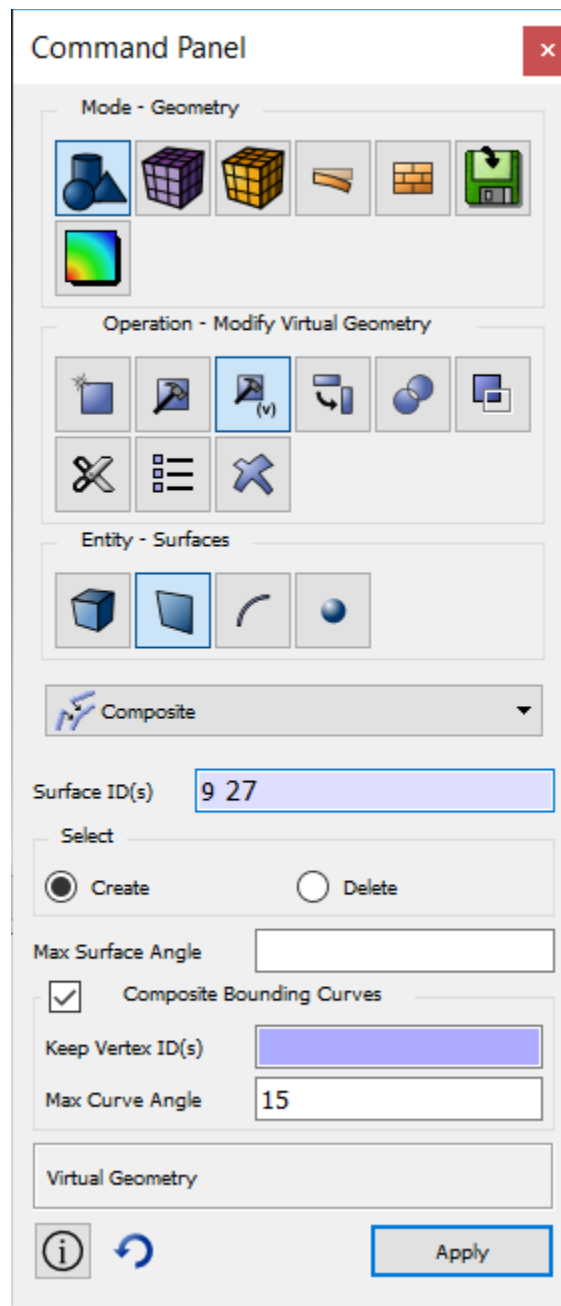 Command Panel
Mode - Geometry
Operation - Modify Virtual Geometry
(v)
Entity - Surfaces
Composite
Surface ID(s) 9 27
Select
Create Delete
Max Surface Angle
Composite Bounding Curves
Keep Vertex ID(s)
Max Curve Angle 15
Virtual Geometry
Apply